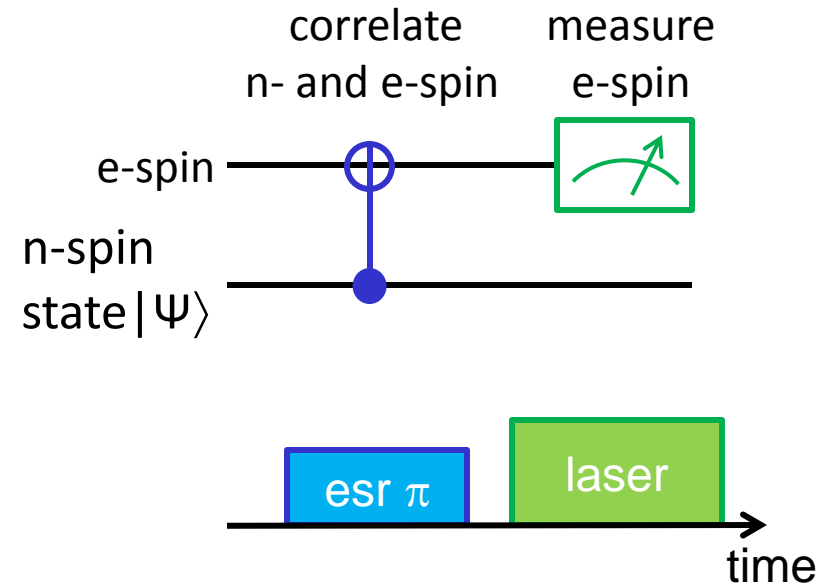 correlate
n- and e-spin
measure
e-spin
e-spin
n-spin
state|Ψ⟩
esr π
laser
time